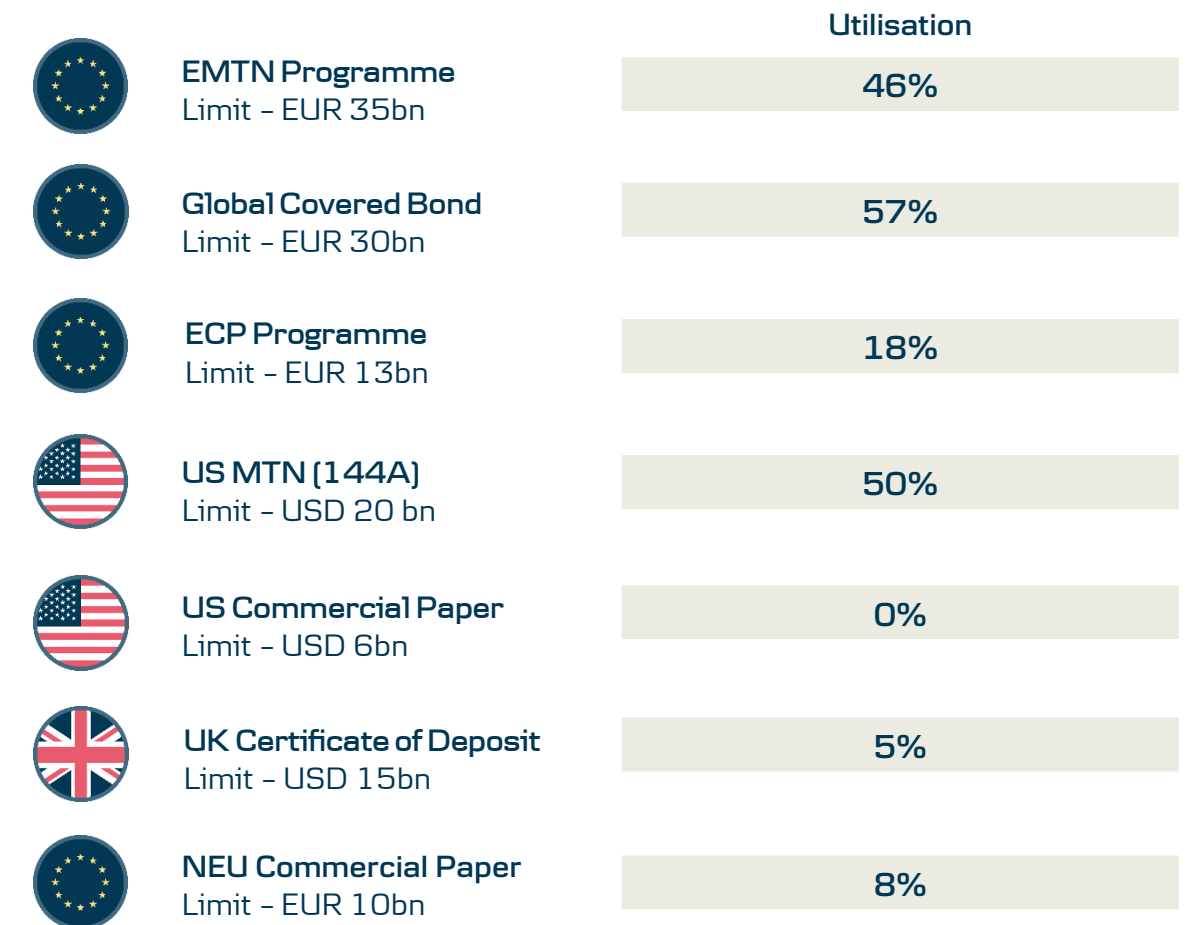 Utilisation
EMTN Programme
Limit – EUR 35bn
46%
Global Covered Bond
Limit – EUR 30bn
57%
ECP Programme
Limit – EUR 13bn
18%
US MTN (144A)
Limit – USD 20 bn
50%
US Commercial Paper
Limit – USD 6bn
0%
UK Certificate of Deposit
Limit – USD 15bn
5%
NEU Commercial Paper
Limit – EUR 10bn
8%